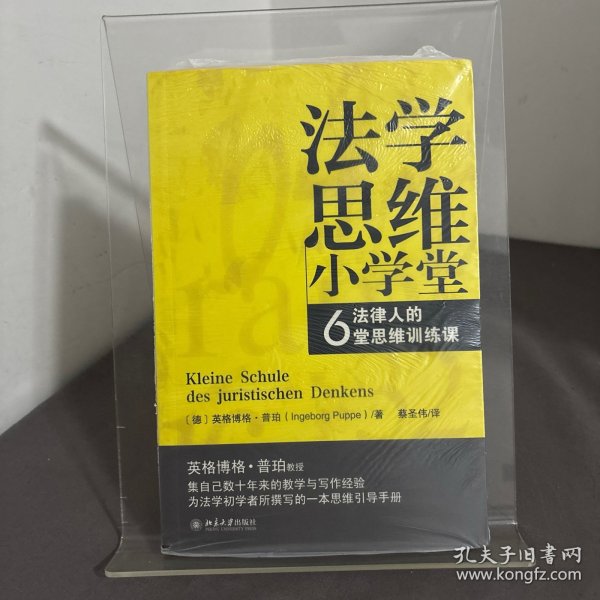 法学
思维
小学堂
6
法律人的
堂思维训练课
Kleine Schule
des juristischen Denkens
［德］英格博格·普珀（Ingeborg Puppe）/著 蔡圣伟/译
英格博格·普珀教授
集自己数十年来的教学与写作经验
为法学初学者所撰写的一本思维引导手册
北京大学出版社
孔夫子旧书网
www.kongfz.com